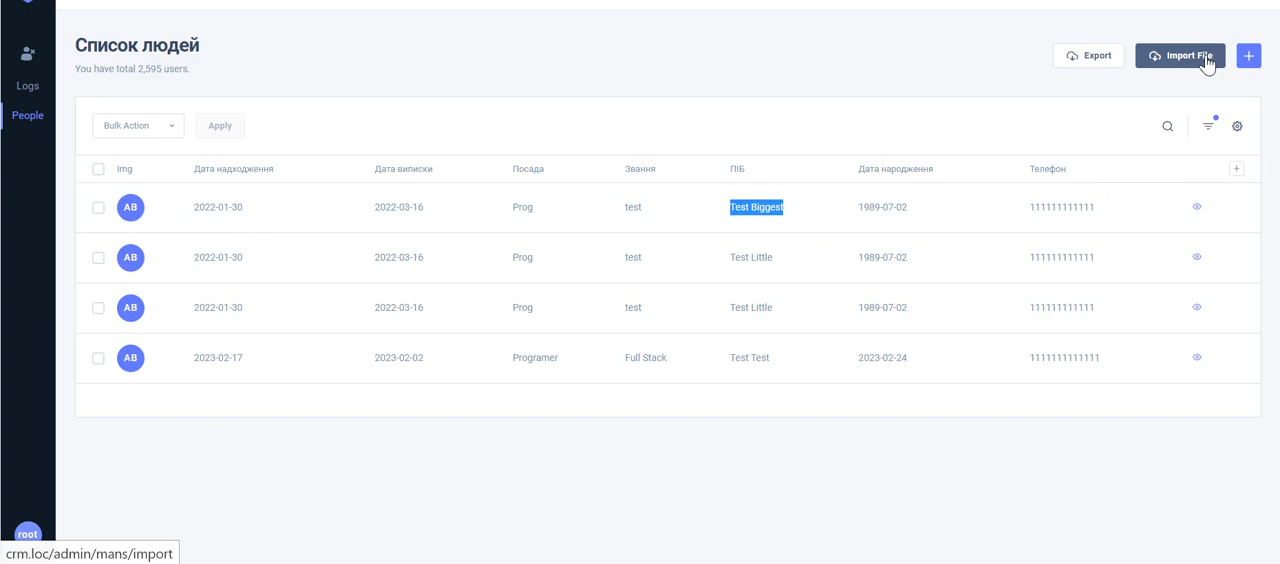 Список людей
You have total 2,595 users.
Export
Import File
+
Logs
People
Bulk Action
Apply
Img Дата надходження Дата виписки Посада Звання ПІБ Дата народження Телефон +
AB 2022-01-30 2022-03-16 Prog test Test Biggest 1989-07-02 111111111111
AB 2022-01-30 2022-03-16 Prog test Test Little 1989-07-02 111111111111
AB 2022-01-30 2022-03-16 Prog test Test Little 1989-07-02 111111111111
AB 2023-02-17 2023-02-02 Programer Full Stack Test Test 2023-02-24 1111111111111
root
crm.loc/admin/mans/import